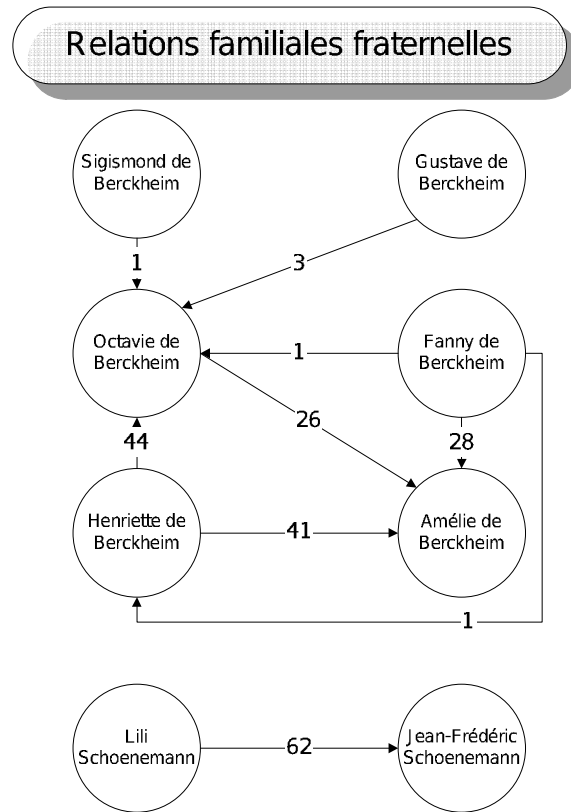 Relations familiales fraternelles
Sigismond de
Berckheim
Gustave de
Berckheim
1
3
Octavie de
Berckheim
Fanny de
Berckheim
1
26
44
28
Henriette de
Berckheim
Amélie de
Berckheim
41
1
Lili
Schoenemann
Jean-Frédéric
Schoenemann
62